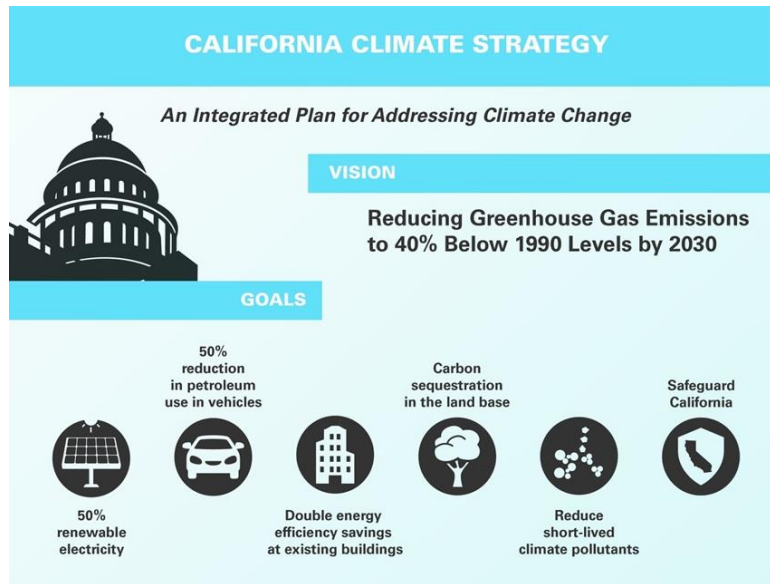 CALIFORNIA CLIMATE STRATEGY
An Integrated Plan for Addressing Climate Change
VISION
Reducing Greenhouse Gas Emissions
to 40% Below 1990 Levels by 2030
GOALS
50%
renewable
electricity
50%
reduction
in petroleum
use in vehicles
Double energy
efficiency savings
at existing buildings
Carbon
sequestration
in the land base
Reduce
short-lived
climate pollutants
Safeguard
California